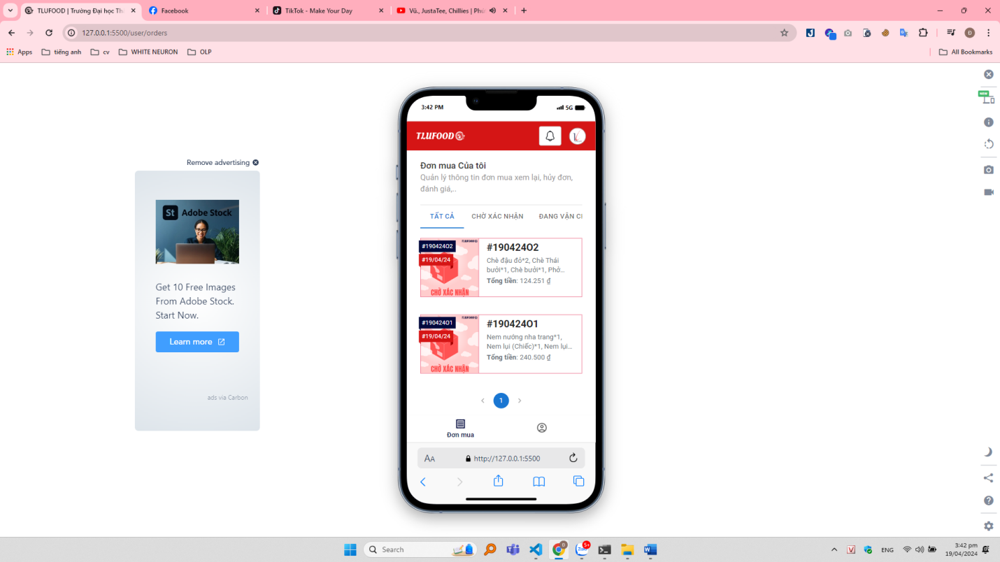 TLUFOOD | Trường Đại học Th
Facebook
TikTok - Make Your Day
Vũ., JustaTee, Chillies | Phú
127.0.0.1:5500/user/orders
Apps
tiếng anh
cv
WHITE NEURON
OLP
All Bookmarks
NEW
Remove advertising
St Adobe Stock
Get 10 Free Images
From Adobe Stock.
Start Now.
Learn more
ads via Carbon
3:42 PM
5G
TLUFOOD
Đơn mua Của tôi
Quản lý thông tin đơn mua xem lại, hủy đơn,
đánh giá,..
TẤT CẢ
CHỜ XÁC NHẬN
ĐANG VẬN CH
#190424O2
#19/04/24
TLUFOOD
CHỜ XÁC NHẬN
#190424O2
Chè đậu đỏ*2, Chè Thái
bưởi*1, Chè bưởi*1, Phở...
Tổng tiền: 124.251 ₫
#190424O1
#19/04/24
TLUFOOD
CHỜ XÁC NHẬN
#190424O1
Nem nướng nha trang*1,
Nem lụi (Chiếc)*1, Nem lụi...
Tổng tiền: 240.500 ₫
1
Đơn mua
AA
http://127.0.0.1:5500
Search
5+
Zalo
ENG
3:42 pm
19/04/2024